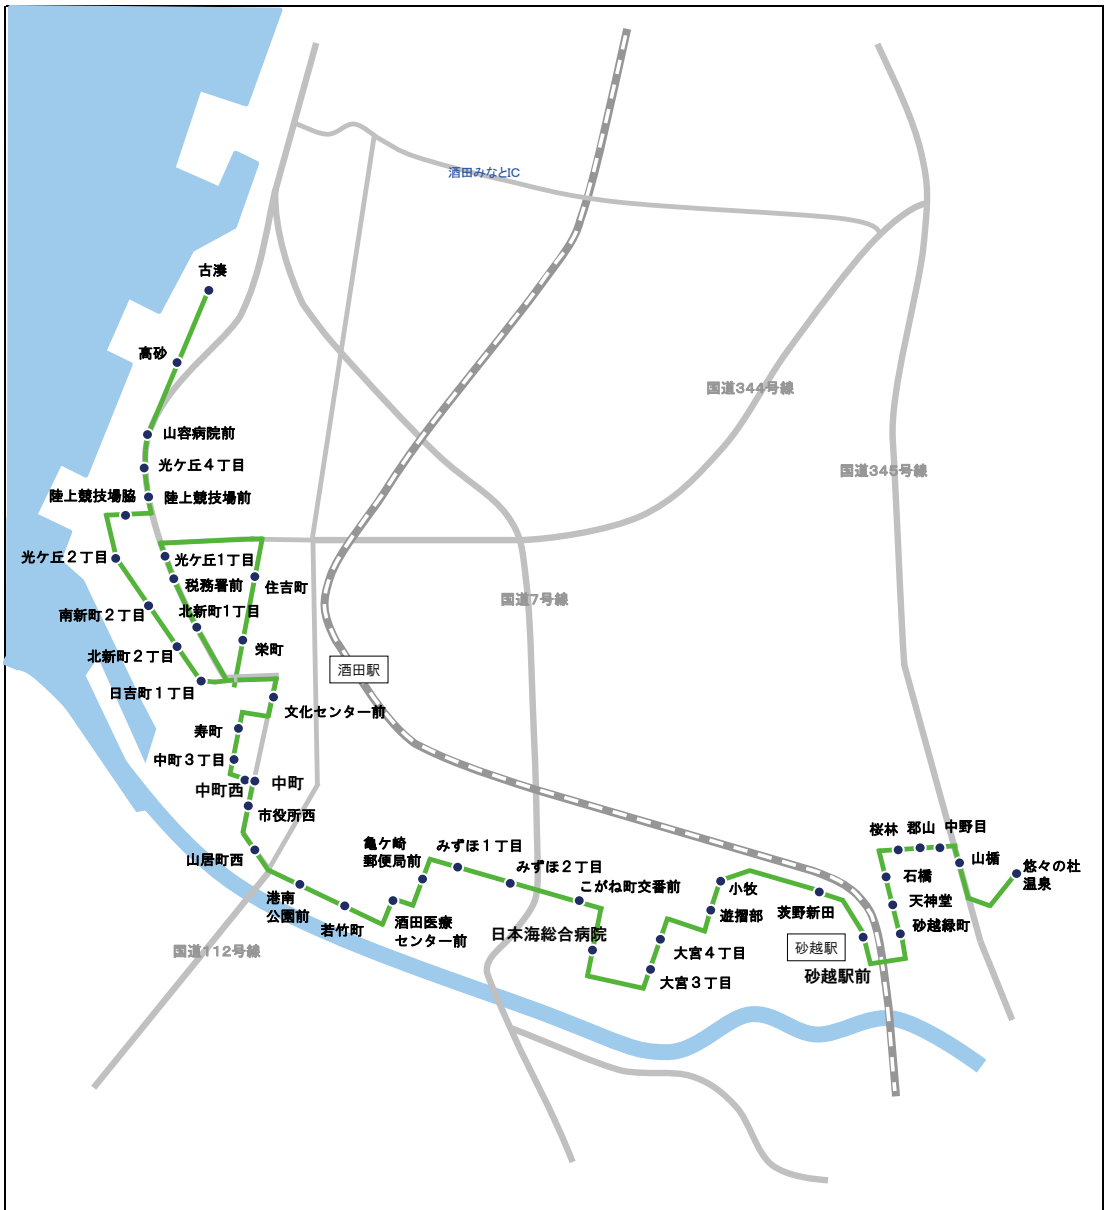 酒田みなとIC
古湊
高砂
国道344号線
山容病院前
光ケ丘４丁目
国道345号線
陸上競技場脇
陸上競技場前
光ケ丘２丁目
光ケ丘1丁目
税務署前
住吉町
国道7号線
南新町２丁目
北新町1丁目
栄町
北新町２丁目
酒田駅
日吉町１丁目
文化センター前
寿町
中町３丁目
中町西
中町
市役所西
山居町西
亀ケ崎
郵便局前
みずほ１丁目
みずほ２丁目
こがね町交番前
港南
公園前
若竹町
酒田医療
センター前
日本海総合病院
国道112号線
大宮３丁目
大宮４丁目
遊摺部
小牧
茨野新田
砂越駅
砂越駅前
砂越緑町
天神堂
石橋
桜林
郡山
中野目
山楯
悠々の杜
温泉